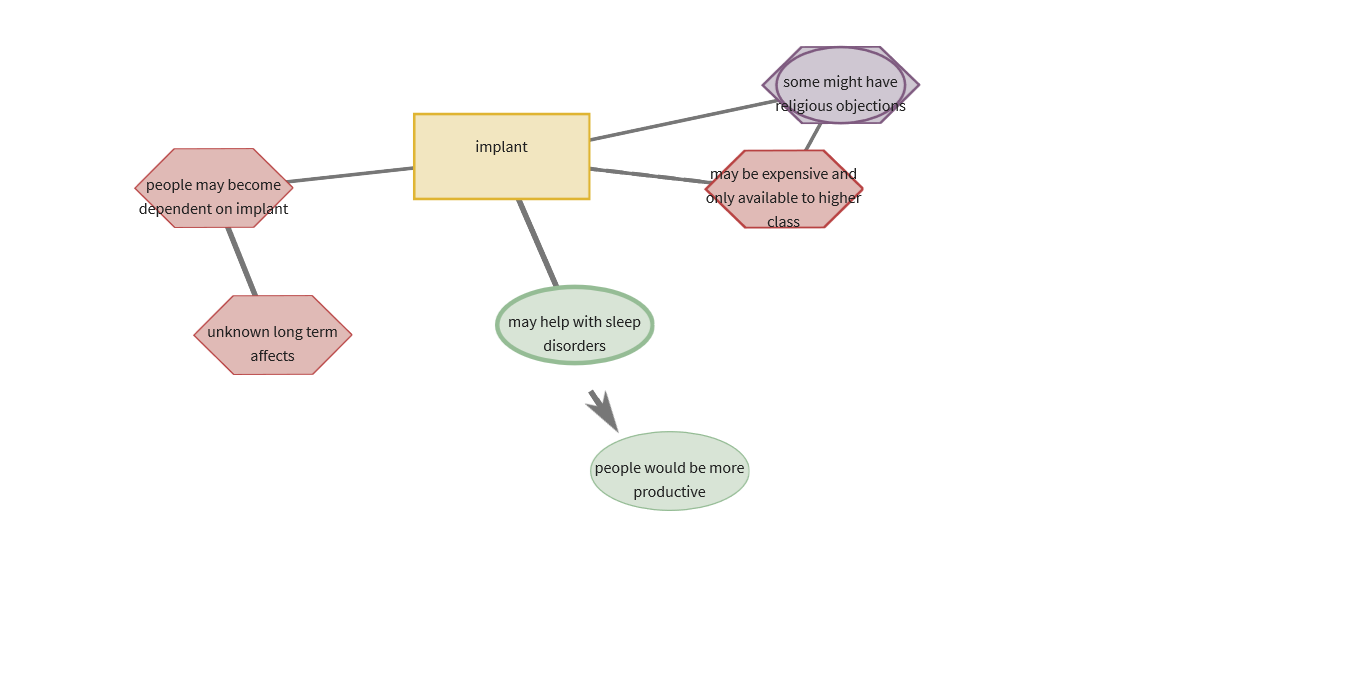 some might have
religious objections
implant
may be expensive and
only available to higher
class
people may become
dependent on implant
may help with sleep
disorders
unknown long term
affects
people would be more
productive